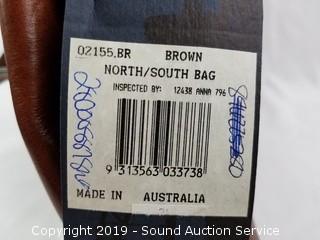 02155.BR BROWN
NORTH/SOUTH BAG
INSPECTED BY: 12438 ANNA 796
9 313563 033738
MADE IN AUSTRALIA
Copyright 2019 - Sound Auction Service